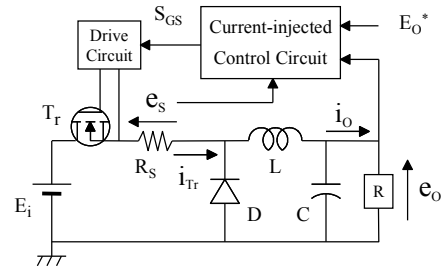 Drive
Circuit
S_GS
Current-injected
Control Circuit
E_O*
T_r
e_S
R_S
i_Tr
L
i_O
E_i
D
C
R
e_O